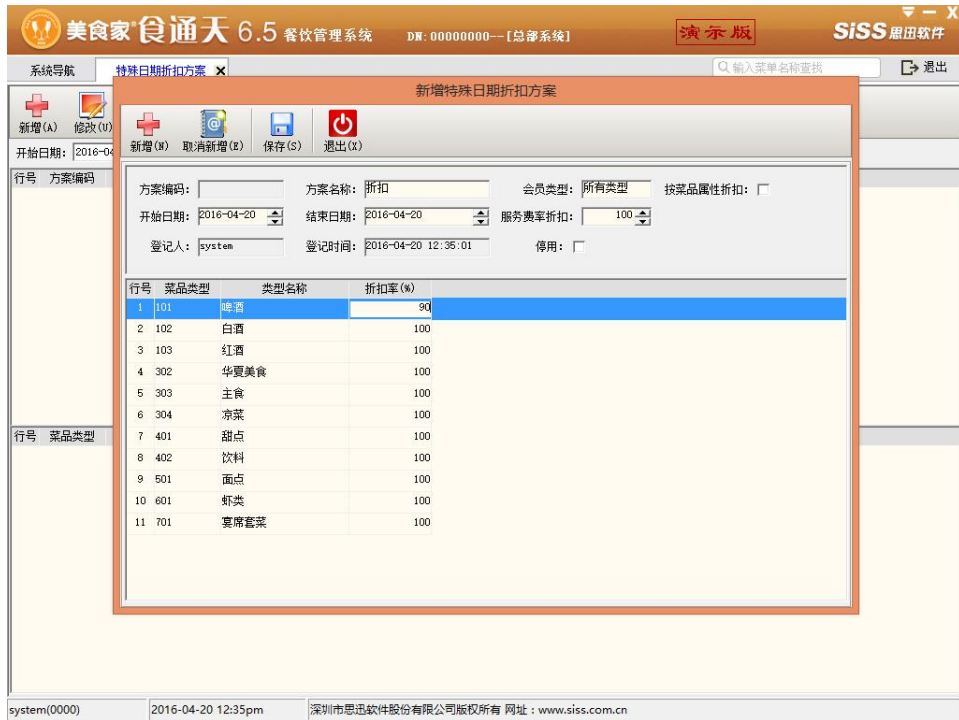 美食家 食通天 6.5 餐饮管理系统 DN:00000000--[总部系统] 演示版 SiSS 思迅软件
系统导航 特殊日期折扣方案 X 输入菜单名称查找 退出
新增特殊日期折扣方案
新增(A) 修改(U)
新增(N) 取消新增(E) 保存(S) 退出(X)
开始日期: 2016-04
行号 方案编码
方案编码: 方案名称: 折扣 会员类型: 所有类型 按菜品属性折扣:
开始日期: 2016-04-20 结束日期: 2016-04-20 服务费率折扣: 100
登记人: system 登记时间: 2016-04-20 12:35:01 停用:
行号 菜品类型 类型名称 折扣率(%)
1 101 啤酒 90
2 102 白酒 100
3 103 红酒 100
4 302 华夏美食 100
5 303 主食 100
6 304 凉菜 100
7 401 甜点 100
8 402 饮料 100
9 501 面点 100
10 601 虾类 100
11 701 宴席套菜 100
行号 菜品类型
system(0000) 2016-04-20 12:35pm 深圳市思迅软件股份有限公司版权所有 网址：www.siss.com.cn